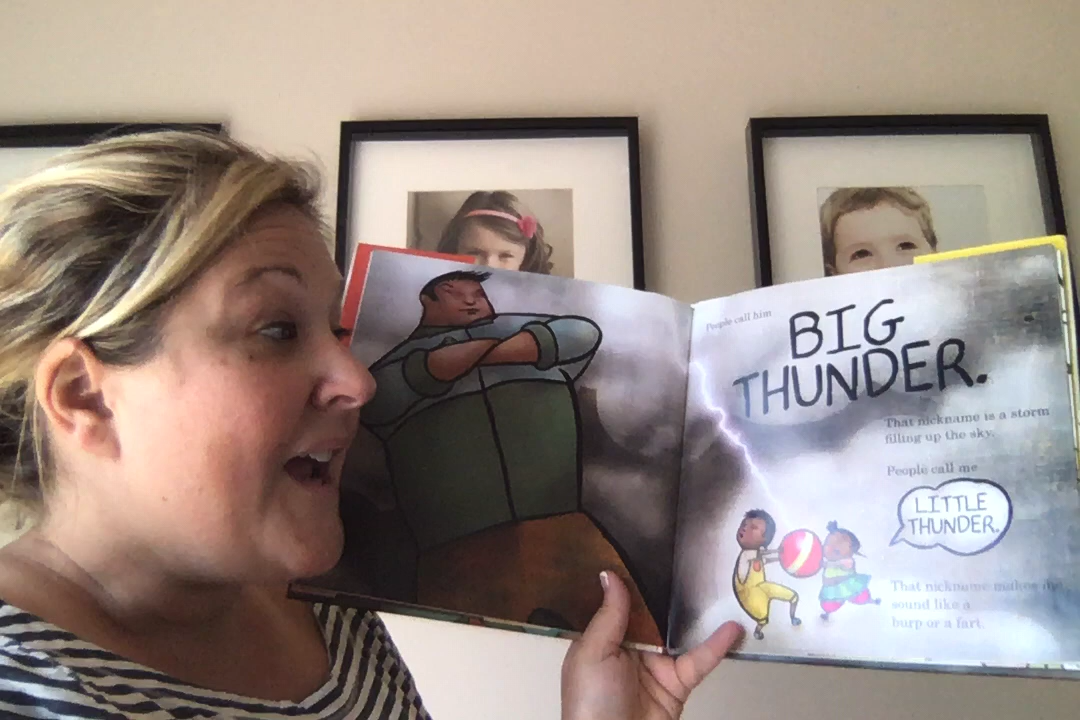 People call him
BIG
THUNDER.
That nickname is a storm
filling up the sky.
People call me
LITTLE
THUNDER.
That nickname makes me
sound like a
burp or a fart.